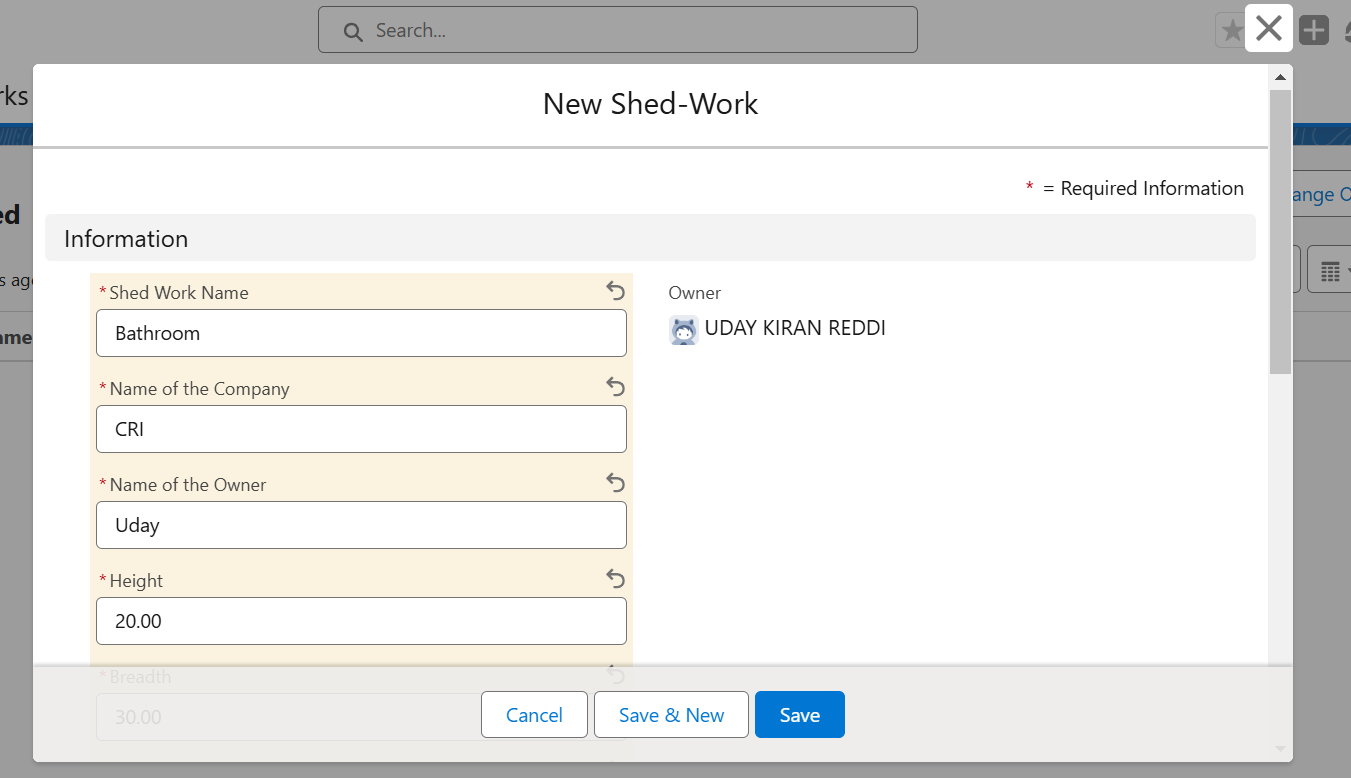 Search...
rks
New Shed-Work
* = Required Information
ed
ange O
Information
s ago
* Shed Work Name
Owner
Bathroom
UDAY KIRAN REDDI
ame
* Name of the Company
CRI
* Name of the Owner
Uday
* Height
20.00
* Breadth
30.00
Cancel
Save & New
Save